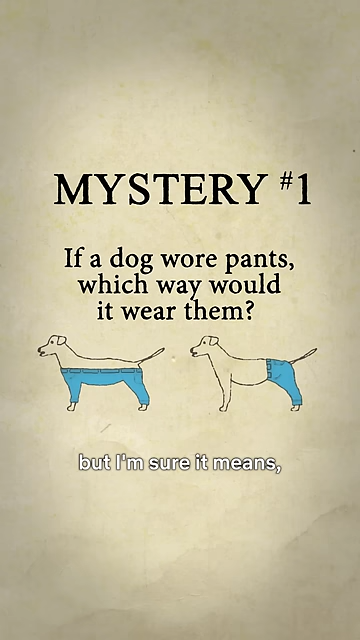 MYSTERY #1
If a dog wore pants,
which way would
it wear them?
but I'm sure it means,